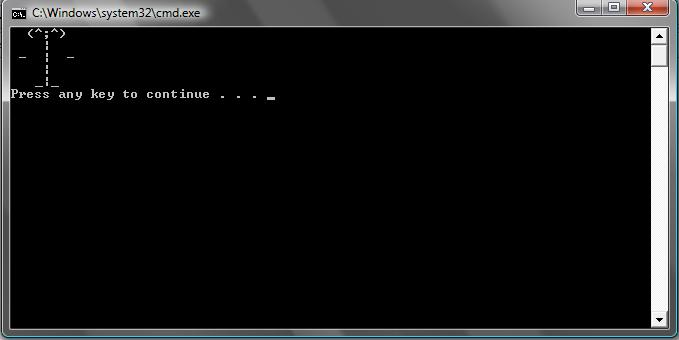 C:\Windows\system32\cmd.exe
  (^;^)
    ¦
 _  ¦  _
    ¦
   _¦_
Press any key to continue . . . _